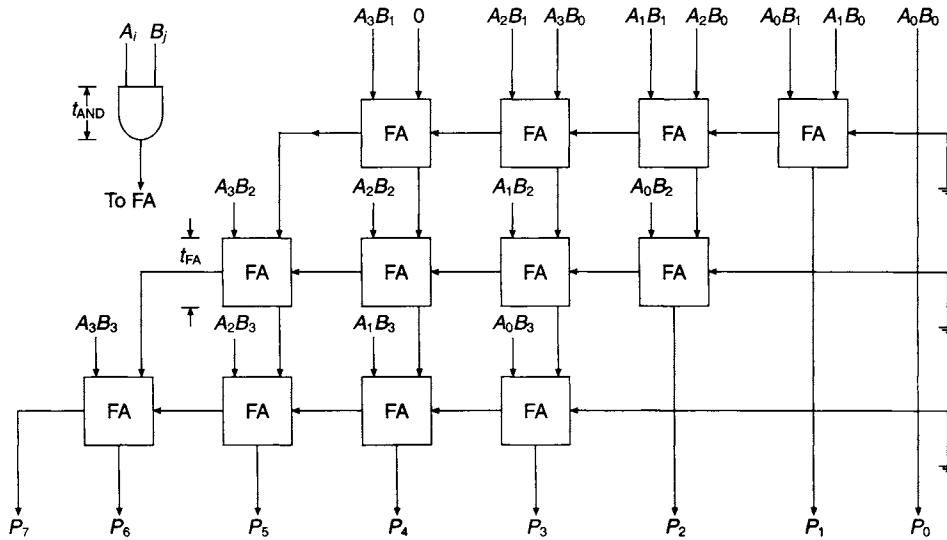 A₃B₁ 0 A₂B₁ A₃B₀ A₁B₁ A₂B₀ A₀B₁ A₁B₀ A₀B₀
Aᵢ Bⱼ
t_AND
To FA
FA FA FA FA
A₃B₂ A₂B₂ A₁B₂ A₀B₂
t_FA
FA FA FA FA
A₃B₃ A₂B₃ A₁B₃ A₀B₃
FA FA FA FA
P₇ P₆ P₅ P₄ P₃ P₂ P₁ P₀